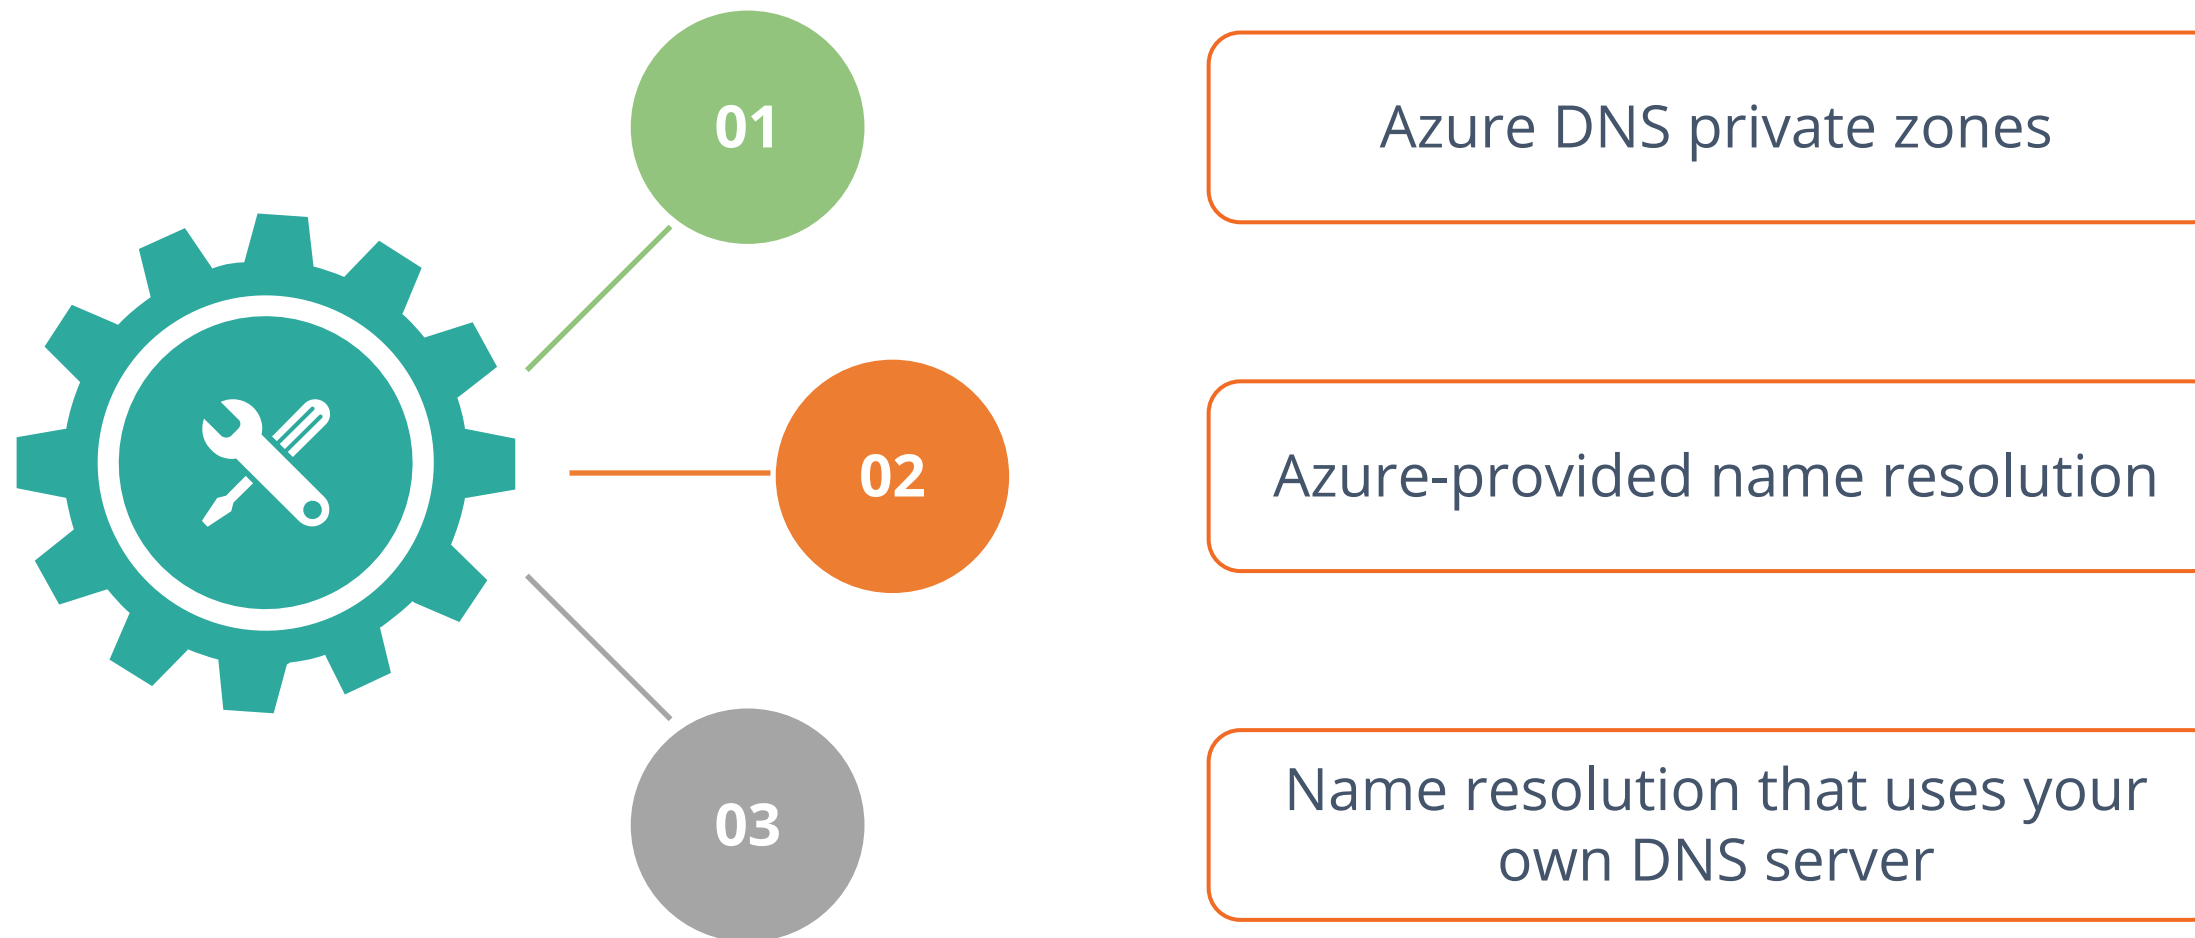 01
Azure DNS private zones
02
Azure-provided name resolution
03
Name resolution that uses your
own DNS server